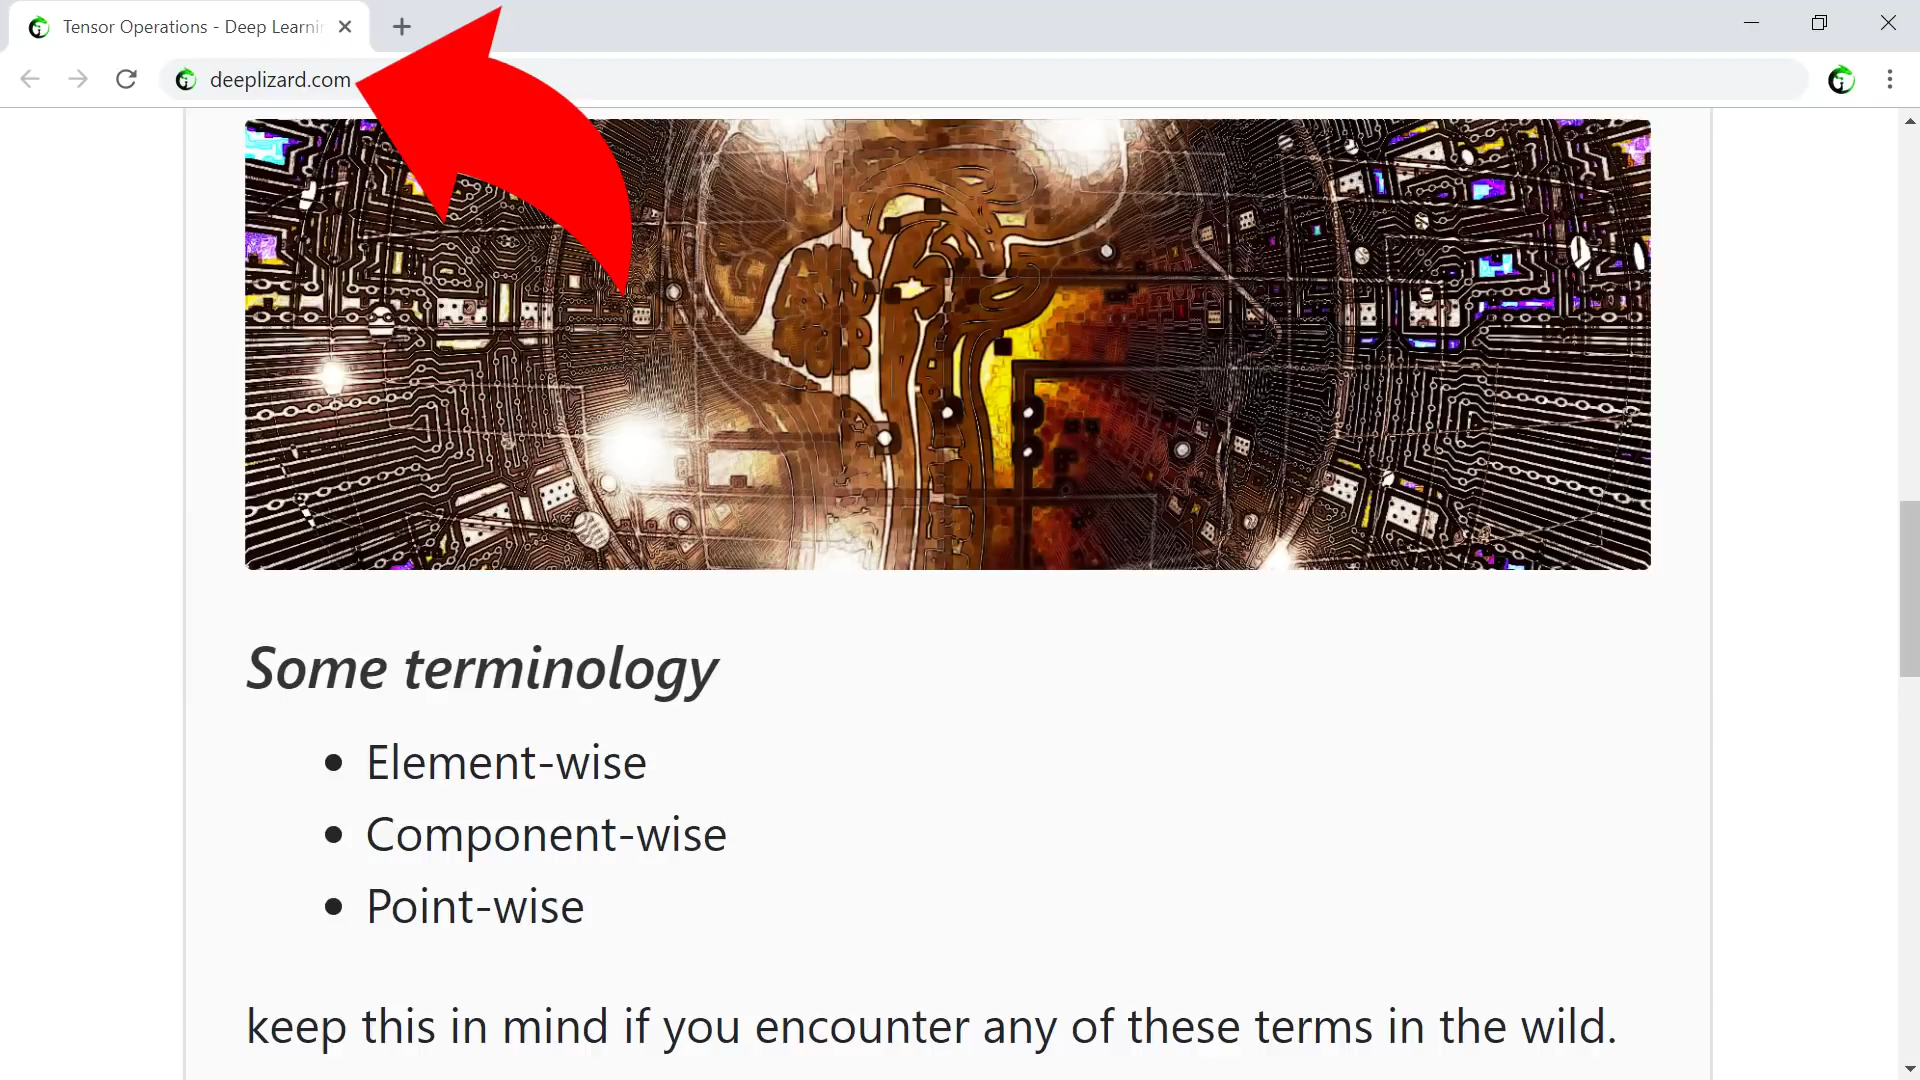 Tensor Operations - Deep Learni
deeplizard.com
Some terminology
• Element-wise
• Component-wise
• Point-wise
keep this in mind if you encounter any of these terms in the wild.